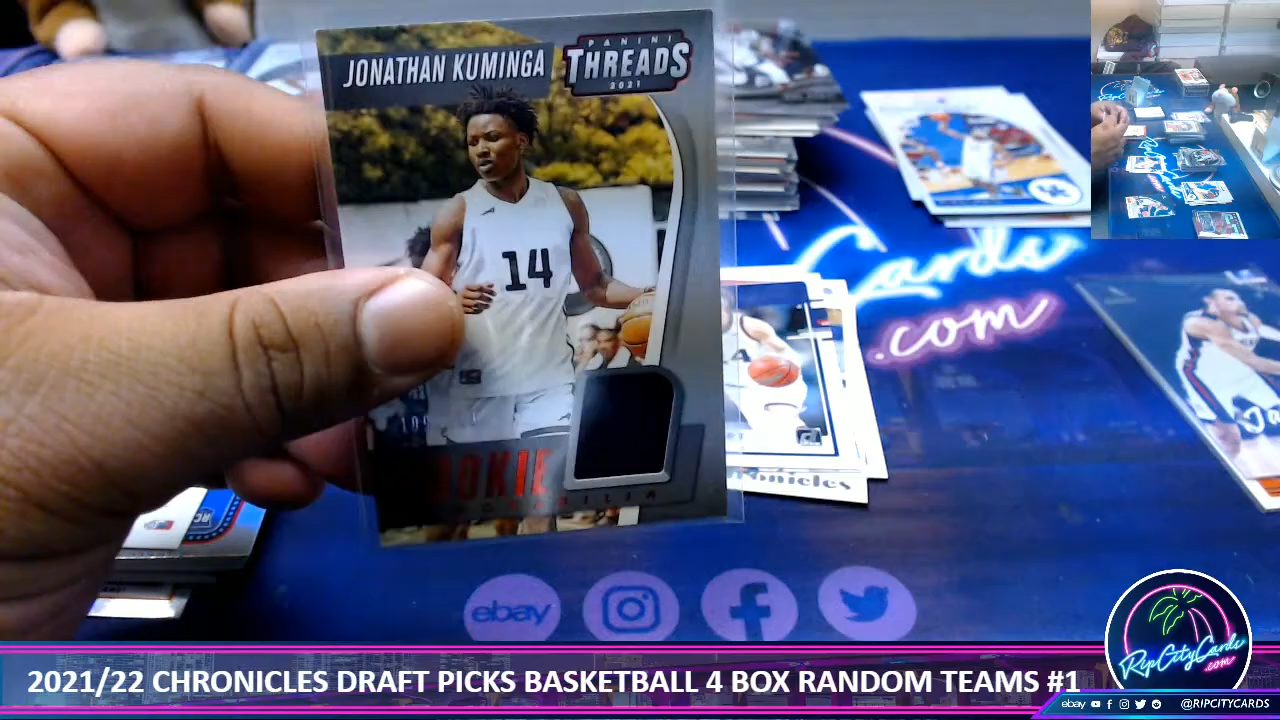 JONATHAN KUMINGA
PANINI
THREADS
2021
14
Cards
.com
ebay
2021/22 CHRONICLES DRAFT PICKS BASKETBALL 4 BOX RANDOM TEAMS #1
RipCityCards
.com
ebay
@RIPCITYCARDS